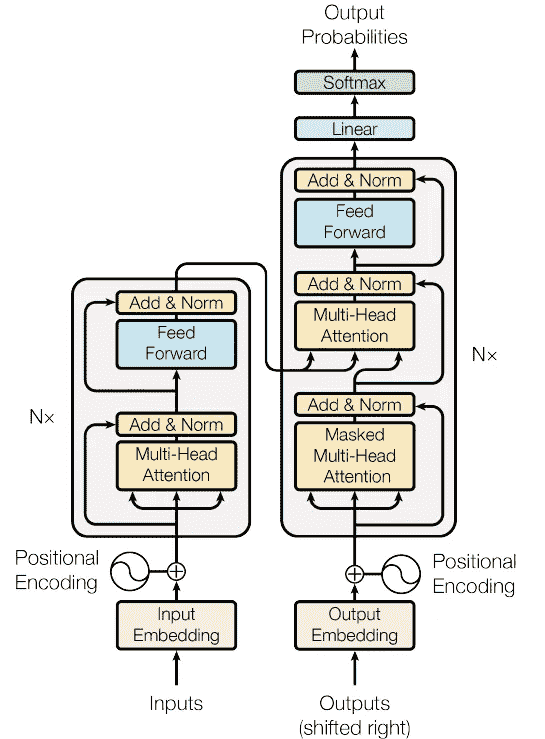 Output
Probabilities
Softmax
Linear
Add & Norm
Feed
Forward
Add & Norm
Multi-Head
Attention
Add & Norm
Masked
Multi-Head
Attention
Nx
Positional
Encoding
Output
Embedding
Outputs
(shifted right)
Add & Norm
Feed
Forward
Add & Norm
Multi-Head
Attention
Nx
Positional
Encoding
Input
Embedding
Inputs